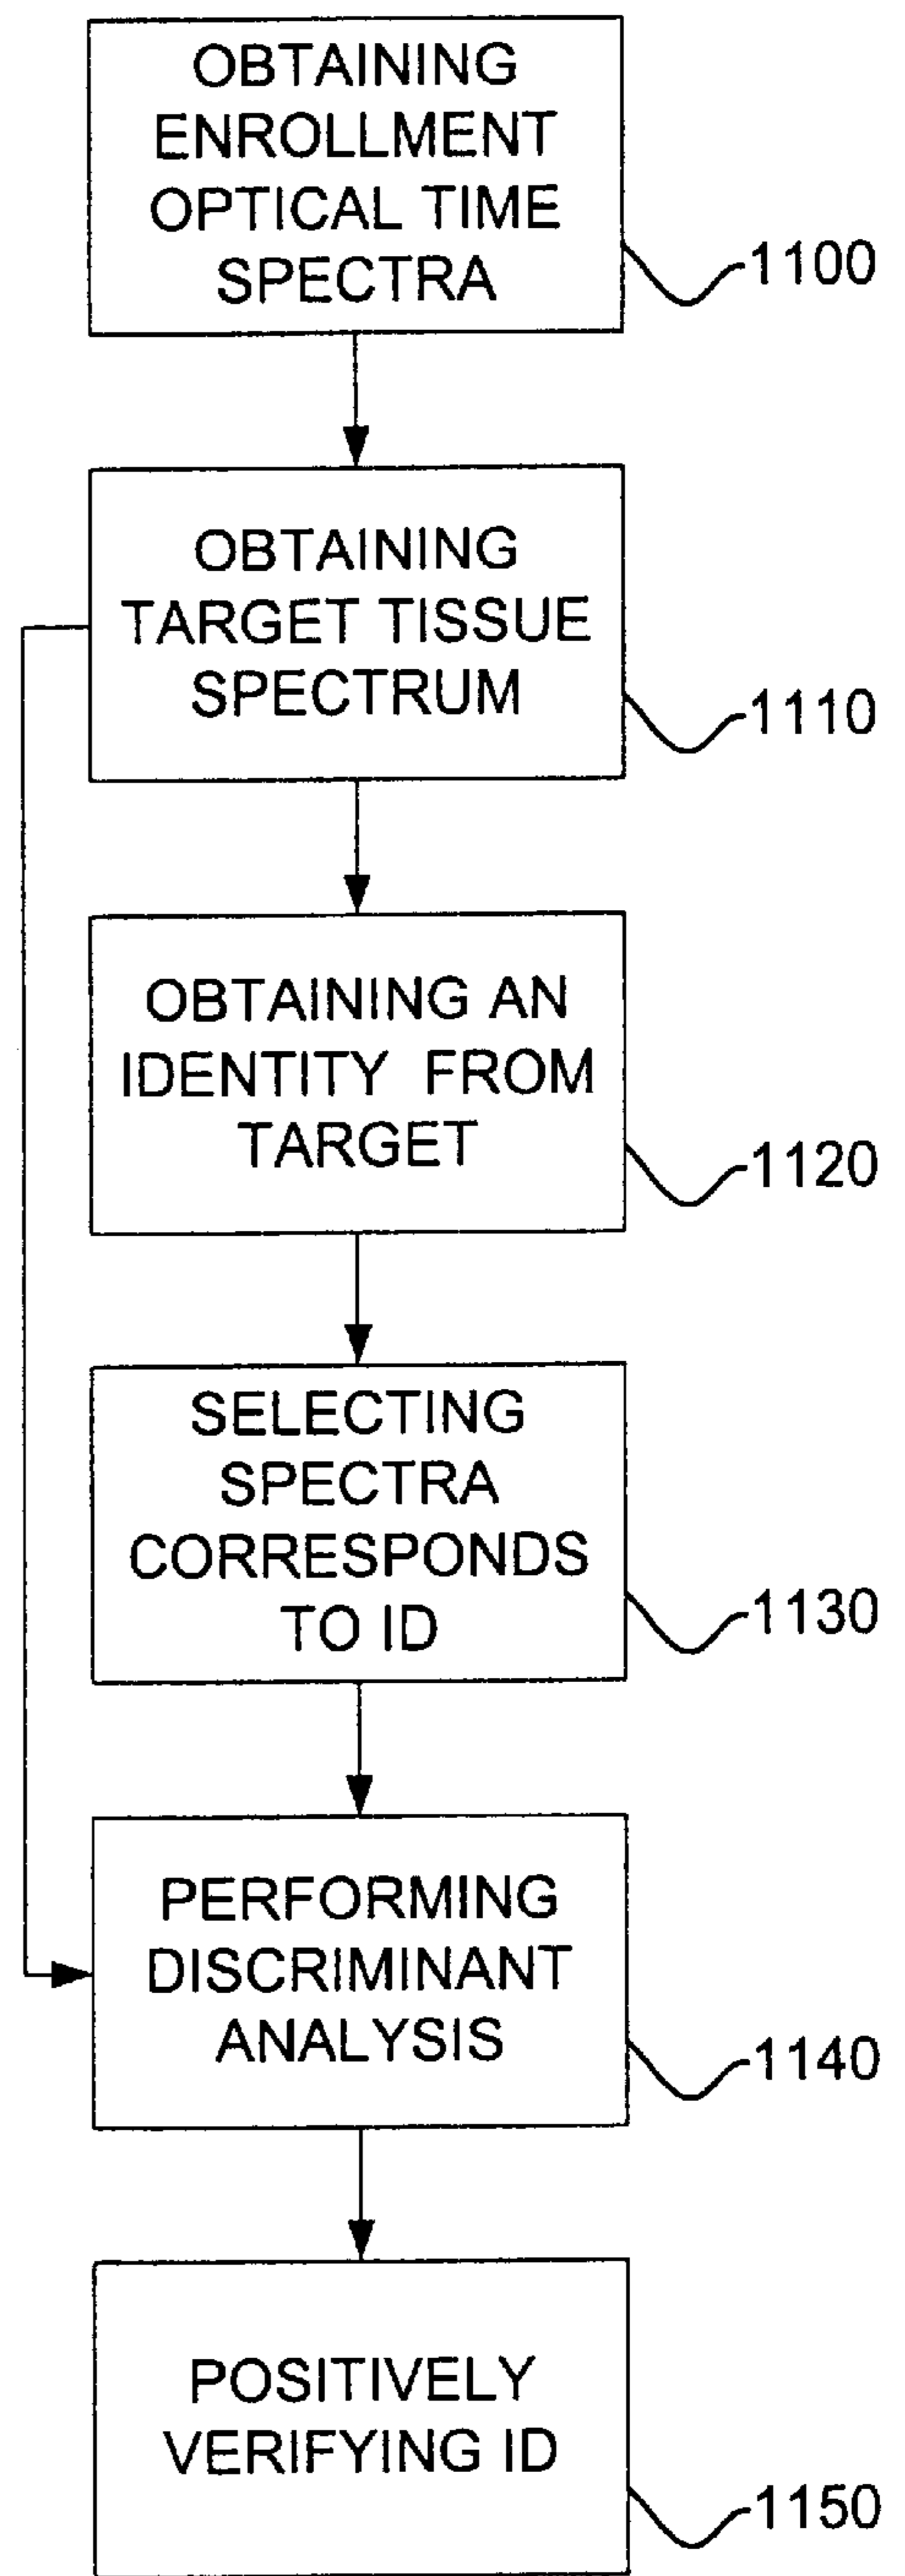 OBTAINING
ENROLLMENT
OPTICAL TIME
SPECTRA
1100
OBTAINING
TARGET TISSUE
SPECTRUM
1110
OBTAINING AN
IDENTITY FROM
TARGET
1120
SELECTING
SPECTRA
CORRESPONDS
TO ID
1130
PERFORMING
DISCRIMINANT
ANALYSIS
1140
POSITIVELY
VERIFYING ID
1150